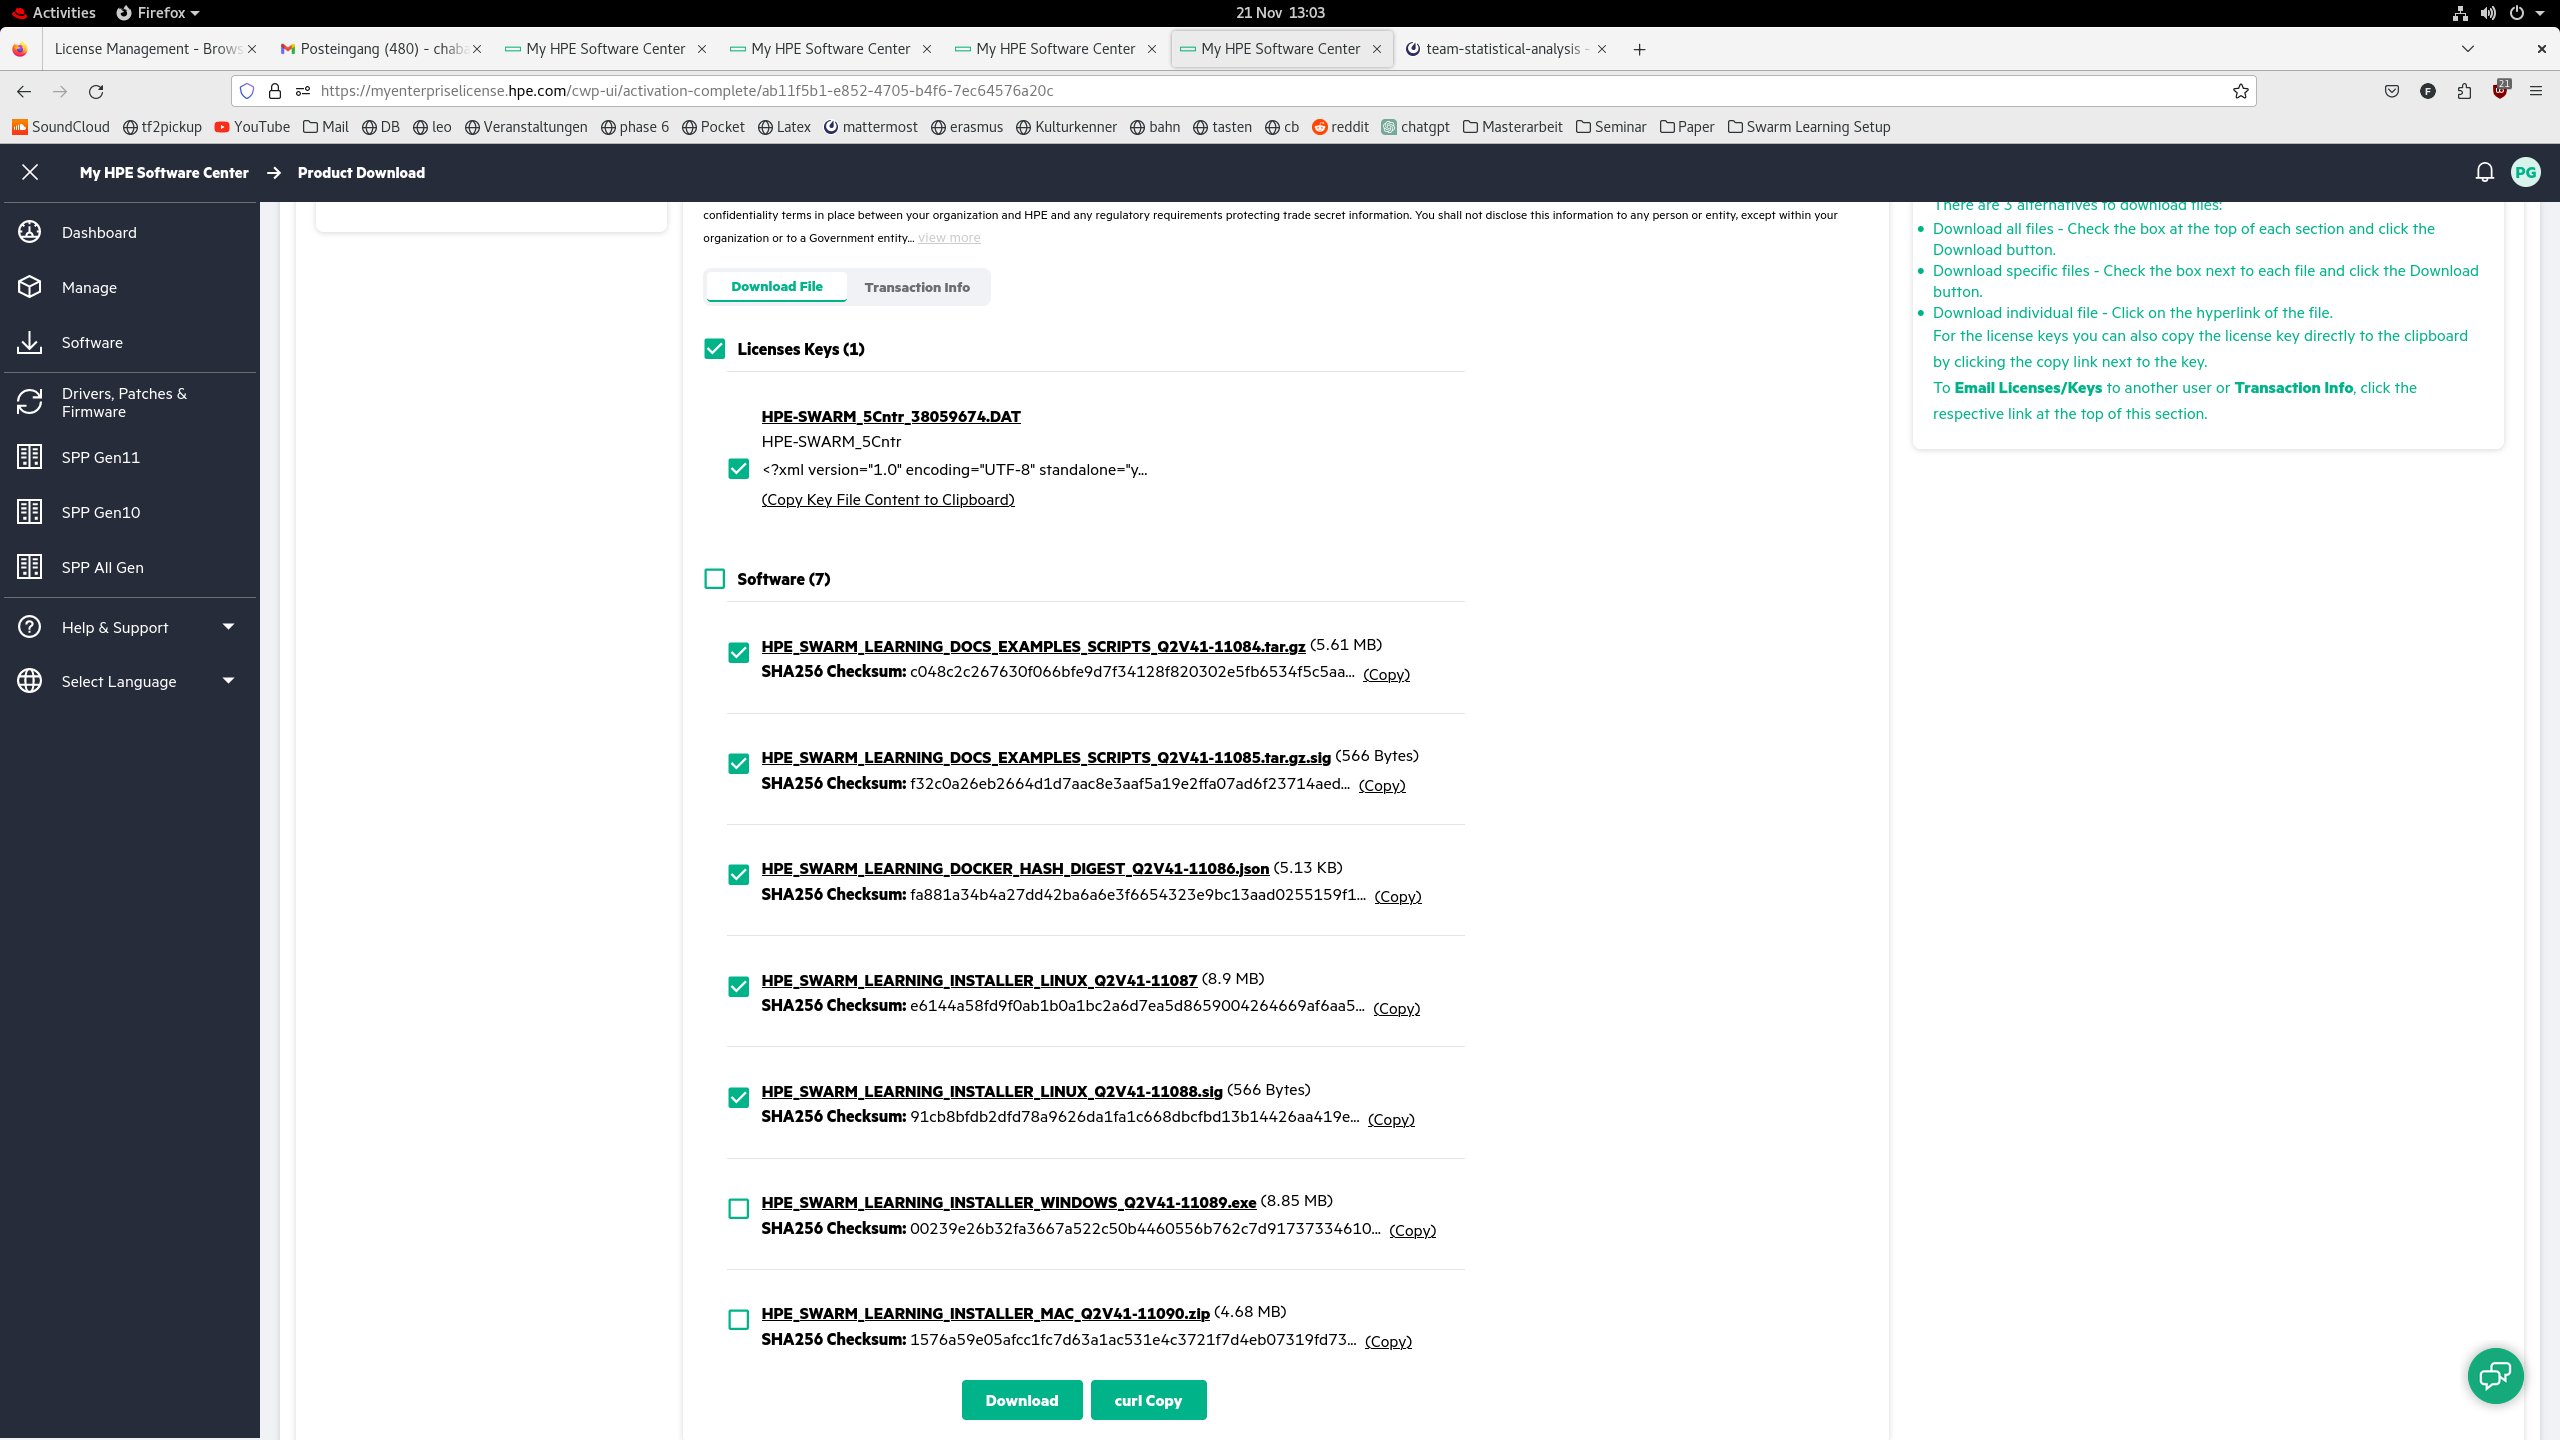 Activities Firefox 21 Nov 13:03
License Management - Brows Posteingang (480) - chaba My HPE Software Center My HPE Software Center My HPE Software Center My HPE Software Center team-statistical-analysis -
https://myenterpriselicense.hpe.com/cwp-ui/activation-complete/ab11f5b1-e852-4705-b4f6-7ec64576a20c
21
SoundCloud tf2pickup YouTube Mail DB leo Veranstaltungen phase 6 Pocket Latex mattermost erasmus Kulturkenner bahn tasten cb reddit chatgpt Masterarbeit Seminar Paper Swarm Learning Setup
My HPE Software Center → Product Download PG
Dashboard
Manage
Software
Drivers, Patches &
Firmware
SPP Gen11
SPP Gen10
SPP All Gen
Help & Support
Select Language
confidentiality terms in place between your organization and HPE and any regulatory requirements protecting trade secret information. You shall not disclose this information to any person or entity, except within your
organization or to a Government entity... view more
Download File Transaction Info
Licenses Keys (1)
HPE-SWARM_5Cntr_38059674.DAT
HPE-SWARM_5Cntr
<?xml version="1.0" encoding="UTF-8" standalone="y...
(Copy Key File Content to Clipboard)
Software (7)
HPE_SWARM_LEARNING_DOCS_EXAMPLES_SCRIPTS_Q2V41-11084.tar.gz (5.61 MB)
SHA256 Checksum: c048c2c267630f066bfe9d7f34128f820302e5fb6534f5c5aa... (Copy)
HPE_SWARM_LEARNING_DOCS_EXAMPLES_SCRIPTS_Q2V41-11085.tar.gz.sig (566 Bytes)
SHA256 Checksum: f32c0a26eb2664d1d7aac8e3aaf5a19e2ffa07ad6f23714aed... (Copy)
HPE_SWARM_LEARNING_DOCKER_HASH_DIGEST_Q2V41-11086.json (5.13 KB)
SHA256 Checksum: fa881a34b4a27dd42ba6a6e3f6654323e9bc13aad0255159f1... (Copy)
HPE_SWARM_LEARNING_INSTALLER_LINUX_Q2V41-11087 (8.9 MB)
SHA256 Checksum: e6144a58fd9f0ab1b0a1bc2a6d7ea5d8659004264669af6aa5... (Copy)
HPE_SWARM_LEARNING_INSTALLER_LINUX_Q2V41-11088.sig (566 Bytes)
SHA256 Checksum: 91cb8bfdb2dfd78a9626da1fa1c668dbcfbd13b14426aa419e... (Copy)
HPE_SWARM_LEARNING_INSTALLER_WINDOWS_Q2V41-11089.exe (8.85 MB)
SHA256 Checksum: 00239e26b32fa3667a522c50b4460556b762c7d91737334610... (Copy)
HPE_SWARM_LEARNING_INSTALLER_MAC_Q2V41-11090.zip (4.68 MB)
SHA256 Checksum: 1576a59e05afcc1fc7d63a1ac531e4c3721f7d4eb07319fd73... (Copy)
Download curl Copy
There are 3 alternatives to download files:
Download all files - Check the box at the top of each section and click the
Download button.
Download specific files - Check the box next to each file and click the Download
button.
Download individual file - Click on the hyperlink of the file.
For the license keys you can also copy the license key directly to the clipboard
by clicking the copy link next to the key.
To Email Licenses/Keys to another user or Transaction Info, click the
respective link at the top of this section.